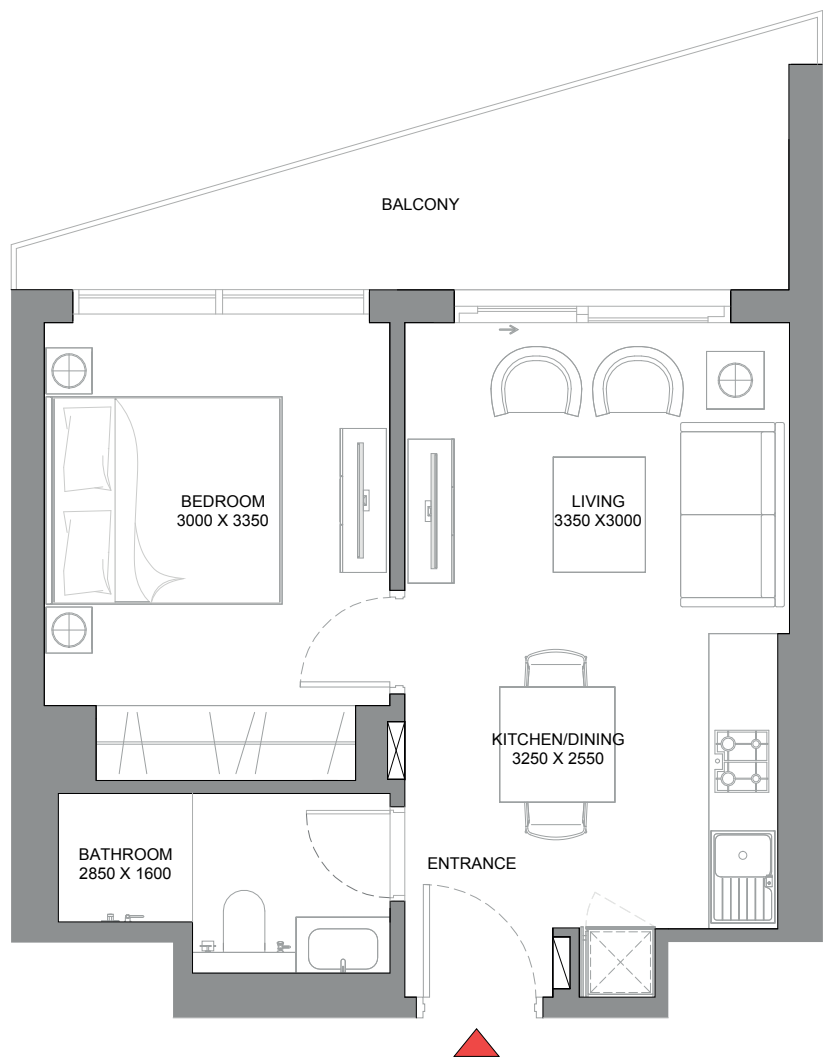 BALCONY
BEDROOM
3000 X 3350
LIVING
3350 X3000
KITCHEN/DINING
3250 X 2550
BATHROOM
2850 X 1600
ENTRANCE